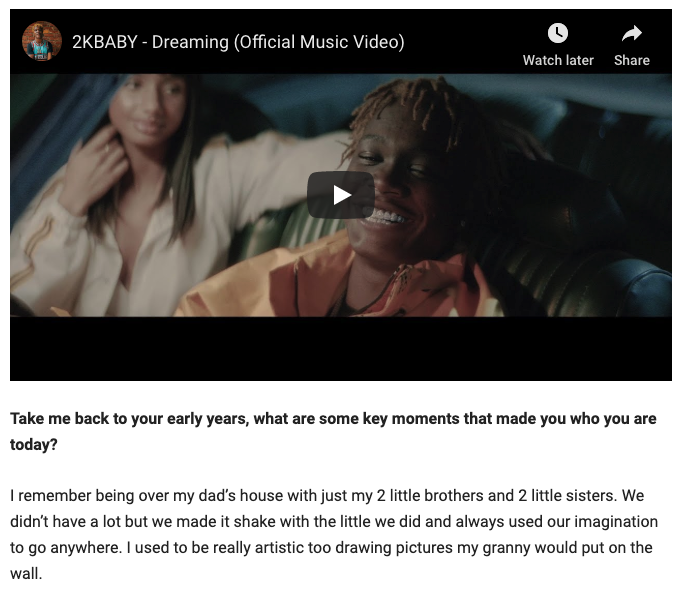 2KBABY - Dreaming (Official Music Video)
Watch later
Share
Take me back to your early years, what are some key moments that made you who you are
today?
I remember being over my dad’s house with just my 2 little brothers and 2 little sisters. We
didn’t have a lot but we made it shake with the little we did and always used our imagination
to go anywhere. I used to be really artistic too drawing pictures my granny would put on the
wall.